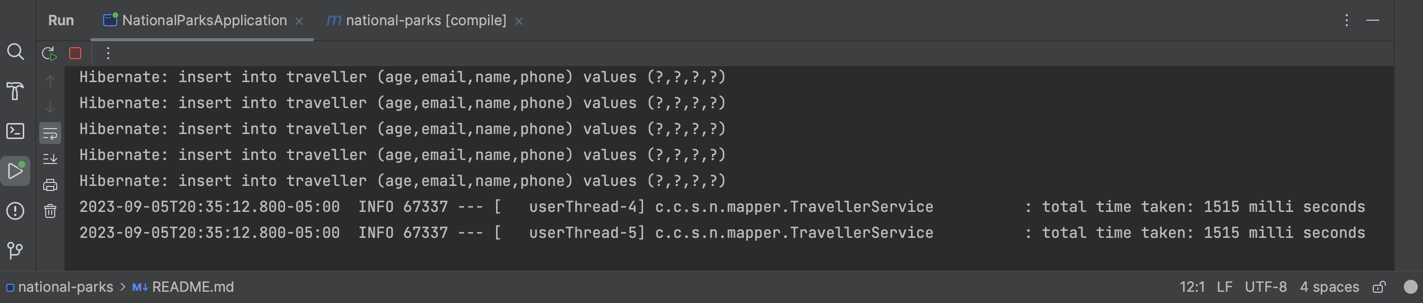 Run NationalParksApplication national-parks [compile]
Hibernate: insert into traveller (age,email,name,phone) values (?,?,?,?)
Hibernate: insert into traveller (age,email,name,phone) values (?,?,?,?)
Hibernate: insert into traveller (age,email,name,phone) values (?,?,?,?)
Hibernate: insert into traveller (age,email,name,phone) values (?,?,?,?)
Hibernate: insert into traveller (age,email,name,phone) values (?,?,?,?)
2023-09-05T20:35:12.800-05:00  INFO 67337 --- [   userThread-4] c.c.s.n.mapper.TravellerService          : total time taken: 1515 milli seconds
2023-09-05T20:35:12.800-05:00  INFO 67337 --- [   userThread-5] c.c.s.n.mapper.TravellerService          : total time taken: 1515 milli seconds
national-parks > M↓ README.md 12:1 LF UTF-8 4 spaces